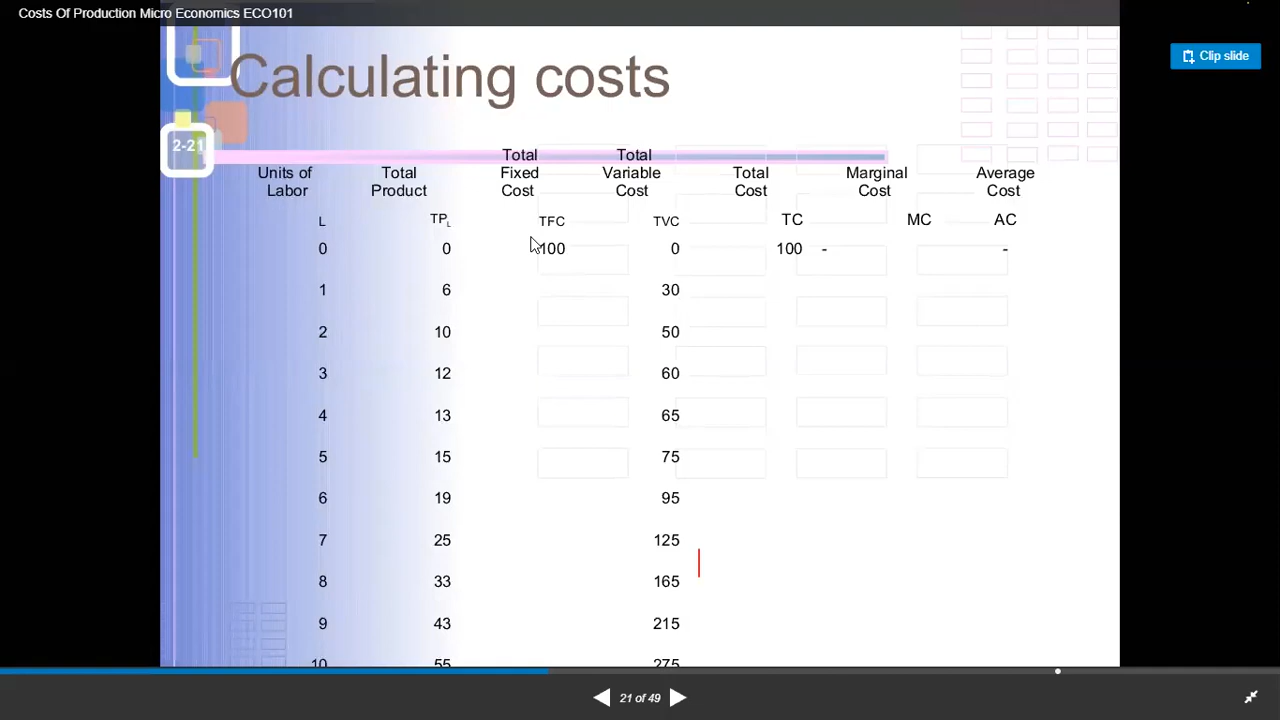 Costs Of Production Micro Economics ECO101
Clip slide
Calculating costs
2-21
Units of Labor Total Product Total Fixed Cost Total Variable Cost Total Cost Marginal Cost Average Cost
L TPL TFC TVC TC MC AC
0 0 100 0 100 - -
1 6 30
2 10 50
3 12 60
4 13 65
5 15 75
6 19 95
7 25 125
8 33 165
9 43 215
10 55 275
21 of 49